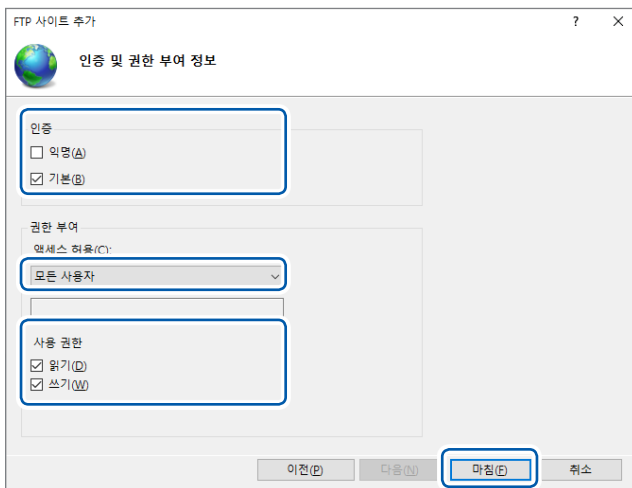 FTP 사이트 추가
?
인증 및 권한 부여 정보
인증
익명(A)
기본(B)
권한 부여
액세스 허용(C):
모든 사용자
사용 권한
읽기(D)
쓰기(W)
이전(P) 다음(N) 마침(F) 취소